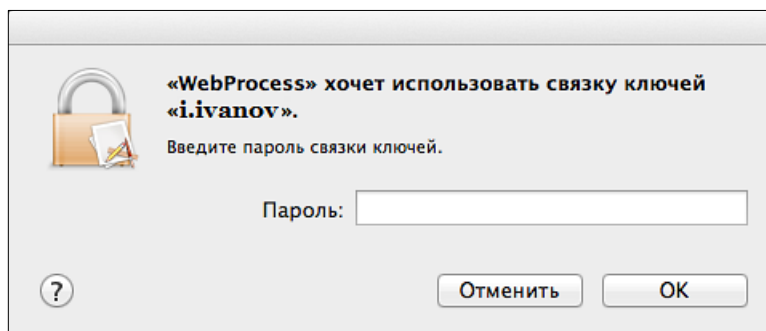 «WebProcess» хочет использовать связку ключей
«i.ivanov».
Введите пароль связки ключей.
Пароль:
?
Отменить
OK